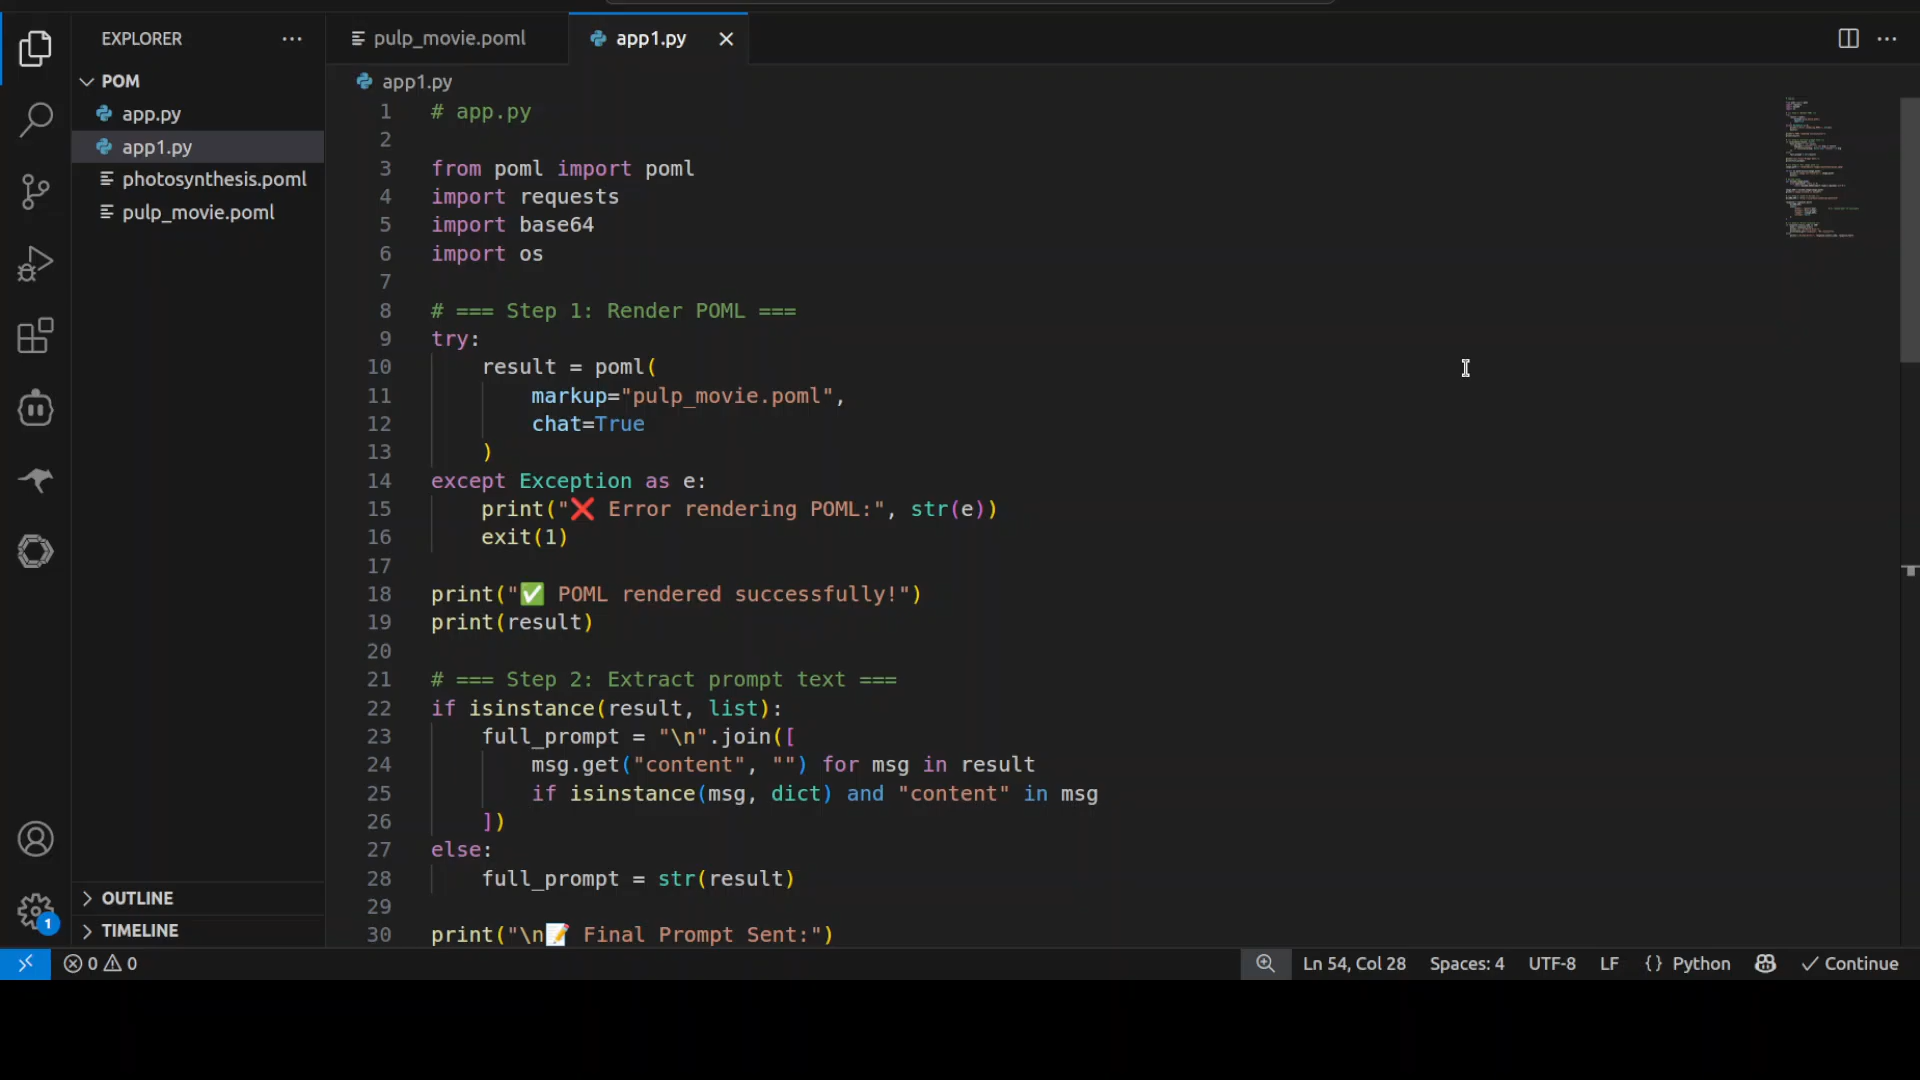 EXPLORER
POM
app.py
app1.py
photosynthesis.poml
pulp_movie.poml
OUTLINE
TIMELINE
pulp_movie.poml
app1.py
app1.py
1 # app.py
2
3 from poml import poml
4 import requests
5 import base64
6 import os
7
8 # === Step 1: Render POML ===
9 try:
10 result = poml(
11 markup="pulp_movie.poml",
12 chat=True
13 )
14 except Exception as e:
15 print("❌ Error rendering POML:", str(e))
16 exit(1)
17
18 print("✅ POML rendered successfully!")
19 print(result)
20
21 # === Step 2: Extract prompt text ===
22 if isinstance(result, list):
23 full_prompt = "\n".join([
24 msg.get("content", "") for msg in result
25 if isinstance(msg, dict) and "content" in msg
26 ])
27 else:
28 full_prompt = str(result)
29
30 print("\n📝 Final Prompt Sent:")
1
0 0
Ln 54, Col 28 Spaces: 4 UTF-8 LF {} Python Continue